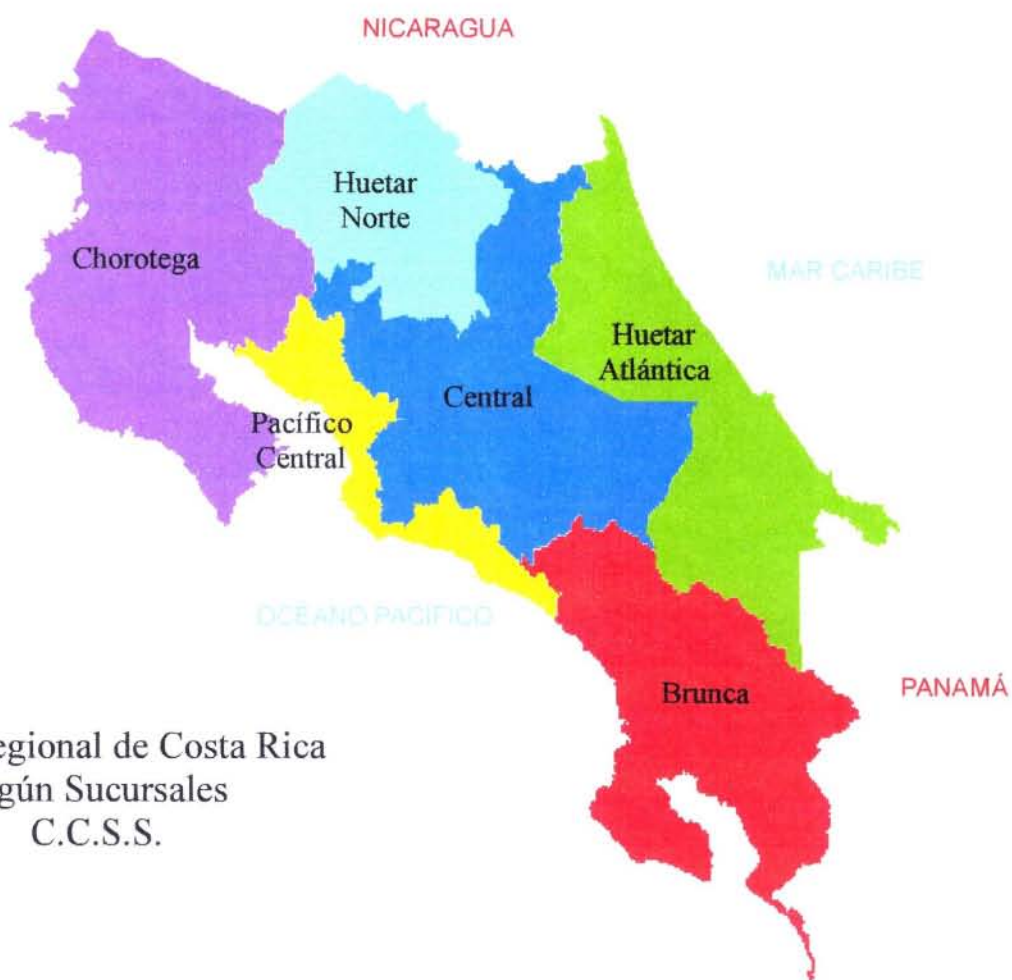 NICARAGUA
Huetar
Norte
Chorotega
MAR CARIBE
Huetar
Atlántica
Central
Pacífico
Central
OCEANO PACIFICO
Brunca
PANAMÁ
egional de Costa Rica
gún Sucursales
C.C.S.S.